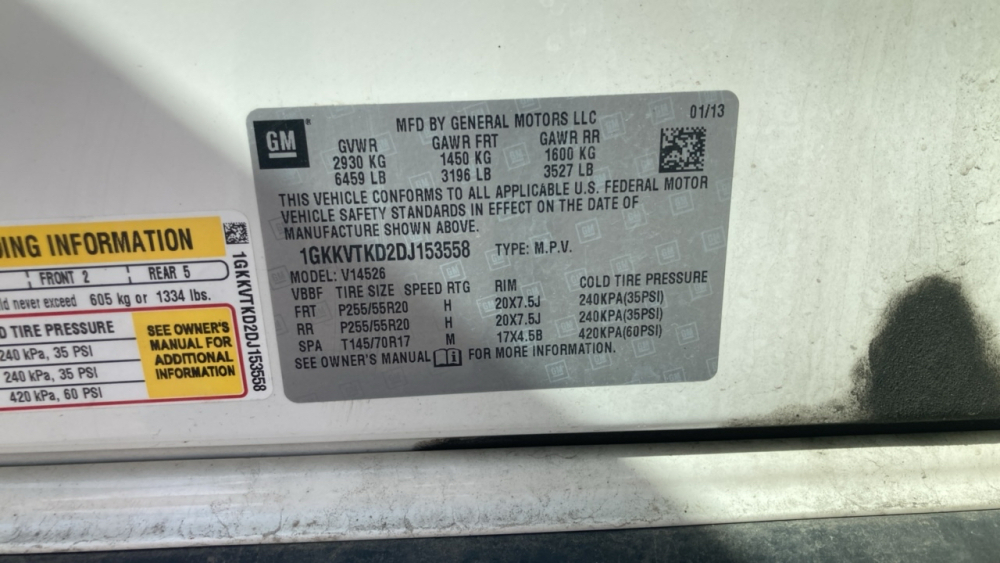 GM
MFD BY GENERAL MOTORS LLC
01/13
GVWR GAWR FRT GAWR RR
2930 KG 1450 KG 1600 KG
6459 LB 3196 LB 3527 LB
THIS VEHICLE CONFORMS TO ALL APPLICABLE U.S. FEDERAL MOTOR
VEHICLE SAFETY STANDARDS IN EFFECT ON THE DATE OF
MANUFACTURE SHOWN ABOVE.
1GKKVTKD2DJ153558 TYPE: M.P.V.
MODEL: V14526
VBBF TIRE SIZE SPEED RTG RIM COLD TIRE PRESSURE
FRT P255/55R20 H 20X7.5J 240KPA(35PSI)
RR P255/55R20 H 20X7.5J 240KPA(35PSI)
SPA T145/70R17 M 17X4.5B 420KPA(60PSI)
SEE OWNER'S MANUAL FOR MORE INFORMATION.
ING INFORMATION
FRONT 2 REAR 5
ld never exceed 605 kg or 1334 lbs.
D TIRE PRESSURE
240 kPa, 35 PSI
240 kPa, 35 PSI
420 kPa, 60 PSI
SEE OWNER'S
MANUAL FOR
ADDITIONAL
INFORMATION
1GKKVTKD2DJ153558